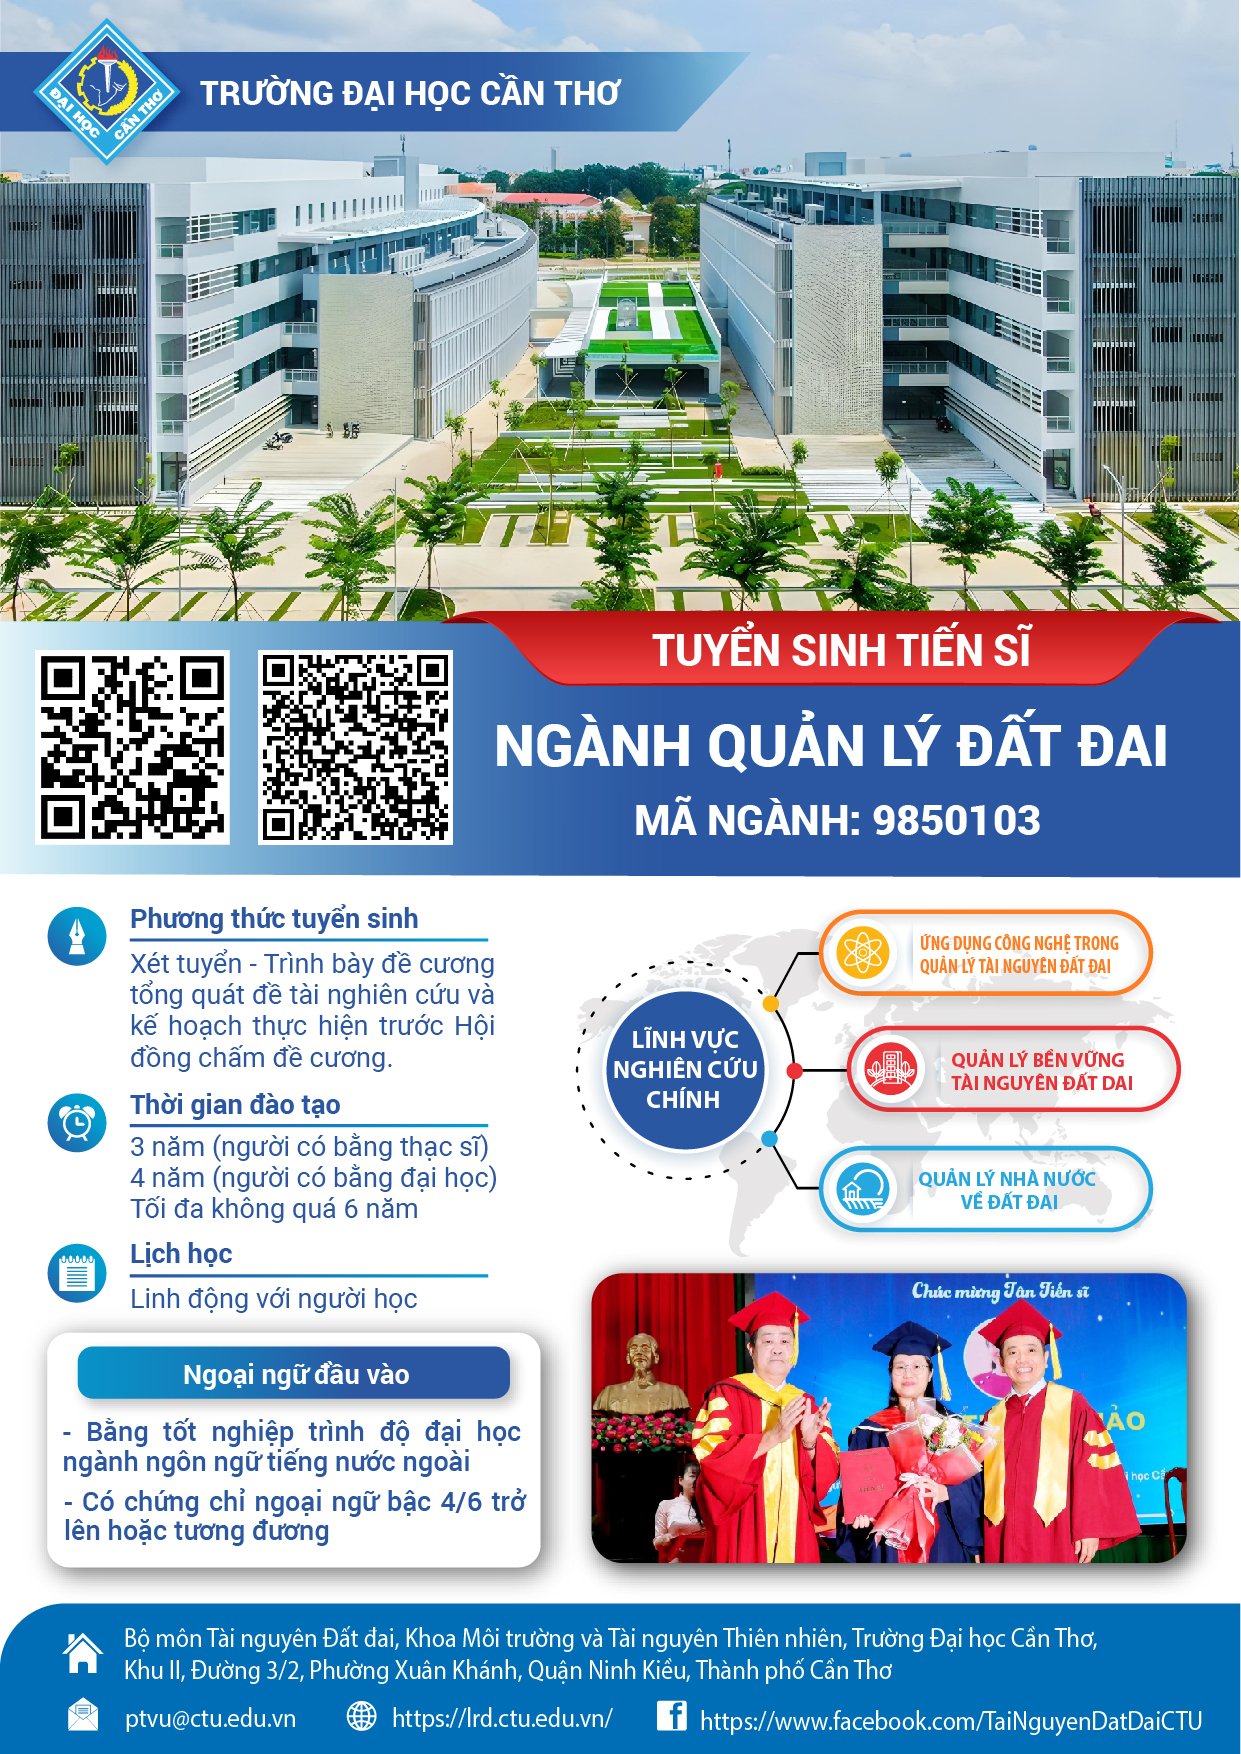 ĐẠI HỌC CẦN THƠ
TRƯỜNG ĐẠI HỌC CẦN THƠ
TUYỂN SINH TIẾN SĨ
NGÀNH QUẢN LÝ ĐẤT ĐAI
MÃ NGÀNH: 9850103
Phương thức tuyển sinh
Xét tuyển - Trình bày đề cương
tổng quát đề tài nghiên cứu và
kế hoạch thực hiện trước Hội
đồng chấm đề cương.
Thời gian đào tạo
3 năm (người có bằng thạc sĩ)
4 năm (người có bằng đại học)
Tối đa không quá 6 năm
Lịch học
Linh động với người học
Ngoại ngữ đầu vào
- Bằng tốt nghiệp trình độ đại học
ngành ngôn ngữ tiếng nước ngoài
- Có chứng chỉ ngoại ngữ bậc 4/6 trở
lên hoặc tương đương
LĨNH VỰC
NGHIÊN CỨU
CHÍNH
ỨNG DỤNG CÔNG NGHỆ TRONG
QUẢN LÝ TÀI NGUYÊN ĐẤT ĐAI
QUẢN LÝ BỀN VỮNG
TÀI NGUYÊN ĐẤT DAI
QUẢN LÝ NHÀ NƯỚC
VỀ ĐẤT ĐAI
Chúc mừng Tân Tiến sĩ
Bộ môn Tài nguyên Đất đai, Khoa Môi trường và Tài nguyên Thiên nhiên, Trường Đại học Cần Thơ,
Khu II, Đường 3/2, Phường Xuân Khánh, Quận Ninh Kiều, Thành phố Cần Thơ
ptvu@ctu.edu.vn
https://lrd.ctu.edu.vn/
https://www.facebook.com/TaiNguyenDatDaiCTU